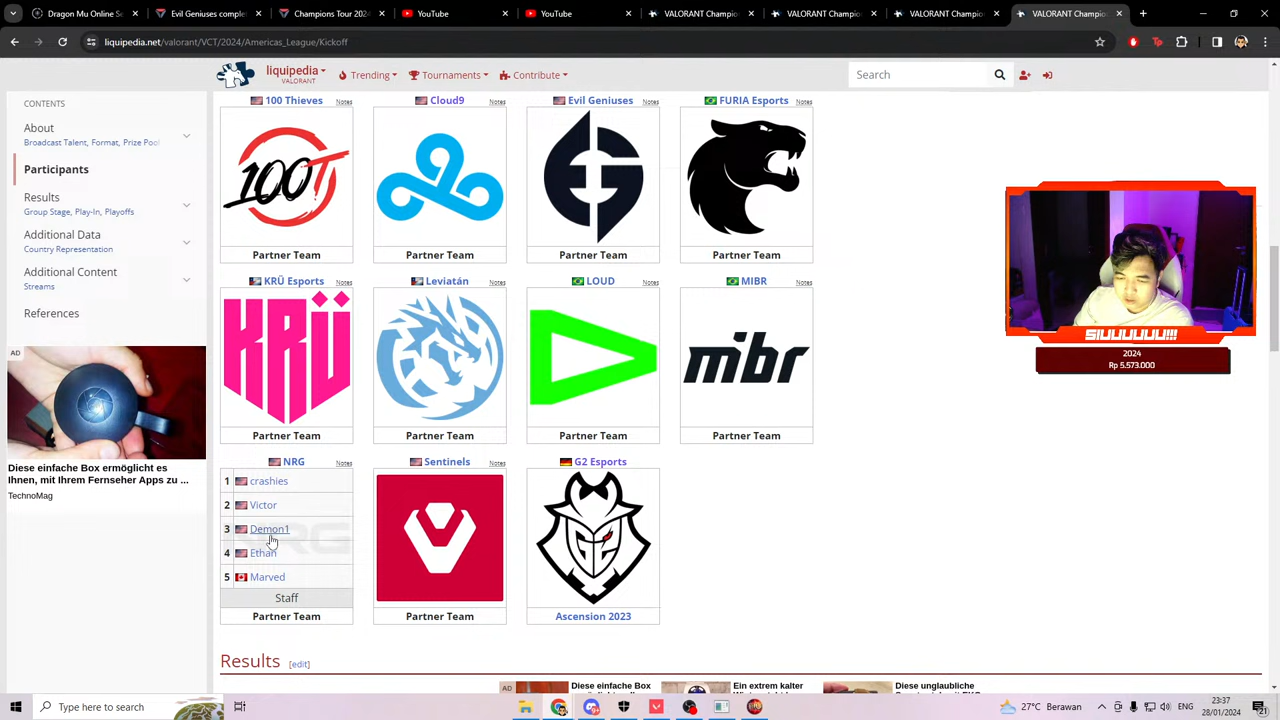 Dragon Mu Online Se
Evil Geniuses comple
Champions Tour 202
YouTube
YouTube
VALORANT Champio
VALORANT Champio
VALORANT Champio
VALORANT Champio
liquipedia.net/valorant/VCT/2024/Americas_League/Kickoff
liquipedia
VALORANT
Trending
Tournaments
Contribute
Search
CONTENTS
About
Broadcast Talent, Format, Prize Pool
Participants
Results
Group Stage, Play-In, Playoffs
Additional Data
Country Representation
Additional Content
Streams
References
AD
Diese einfache Box ermöglicht es
Ihnen, mit Ihrem Fernseher Apps zu ...
TechnoMag
100 Thieves Notes
Cloud9 Notes
Evil Geniuses Notes
FURIA Esports Notes
100T
Partner Team
Partner Team
Partner Team
Partner Team
KRÜ Esports Notes
Leviatán Notes
LOUD Notes
MIBR Notes
KRÜ
mibr
Partner Team
Partner Team
Partner Team
Partner Team
NRG Notes
Sentinels Notes
G2 Esports Notes
1 crashies
2 Victor
3 Demon1
4 Ethan
5 Marved
Staff
Partner Team
Partner Team
Ascension 2023
Results [edit]
AD
Diese einfache Box
Ein extrem kalter
Diese unglaubliche
SIUUUUUU!!!
2024
Rp 5.573.000
Type here to search
27°C Berawan
ENG
23:37
28/01/2024
21